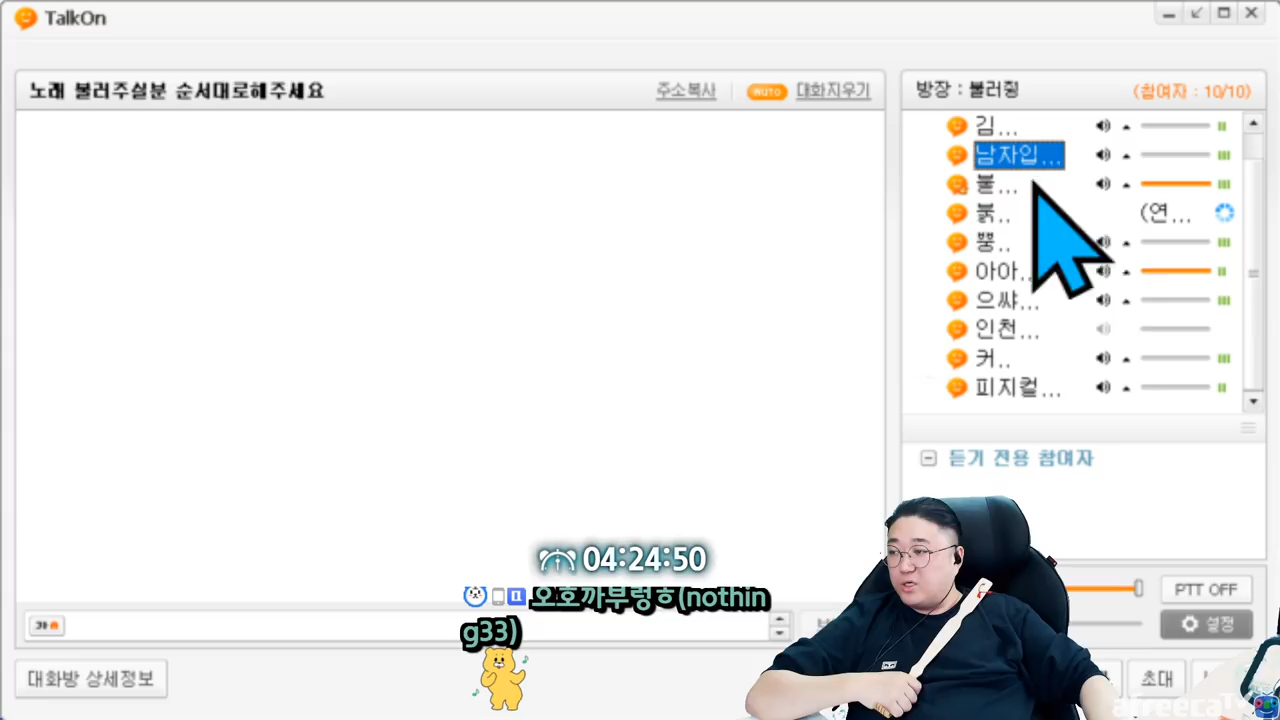 TalkOn
노래 불러주실분 순서대로해주세요
주소복사
AUTO
대화지우기
방장 : 불러줭
(참여자 : 10/10)
김...
남자입...
불...
붉..
(연...
뿡..
아아..
으쌰...
인천...
커..
피지컬...
듣기 전용 참여자
04:24:50
오호까부렁ㅎ(nothin
g33)
가
PTT OFF
설정
대화방 상세정보
초대
afreecaTV